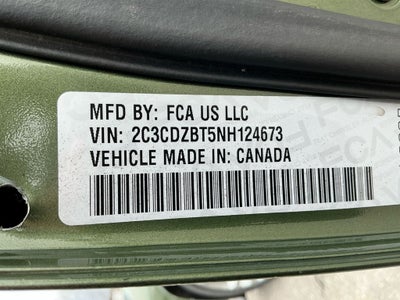 MFD BY: FCA US LLC
VIN: 2C3CDZBT5NH124673
VEHICLE MADE IN: CANADA